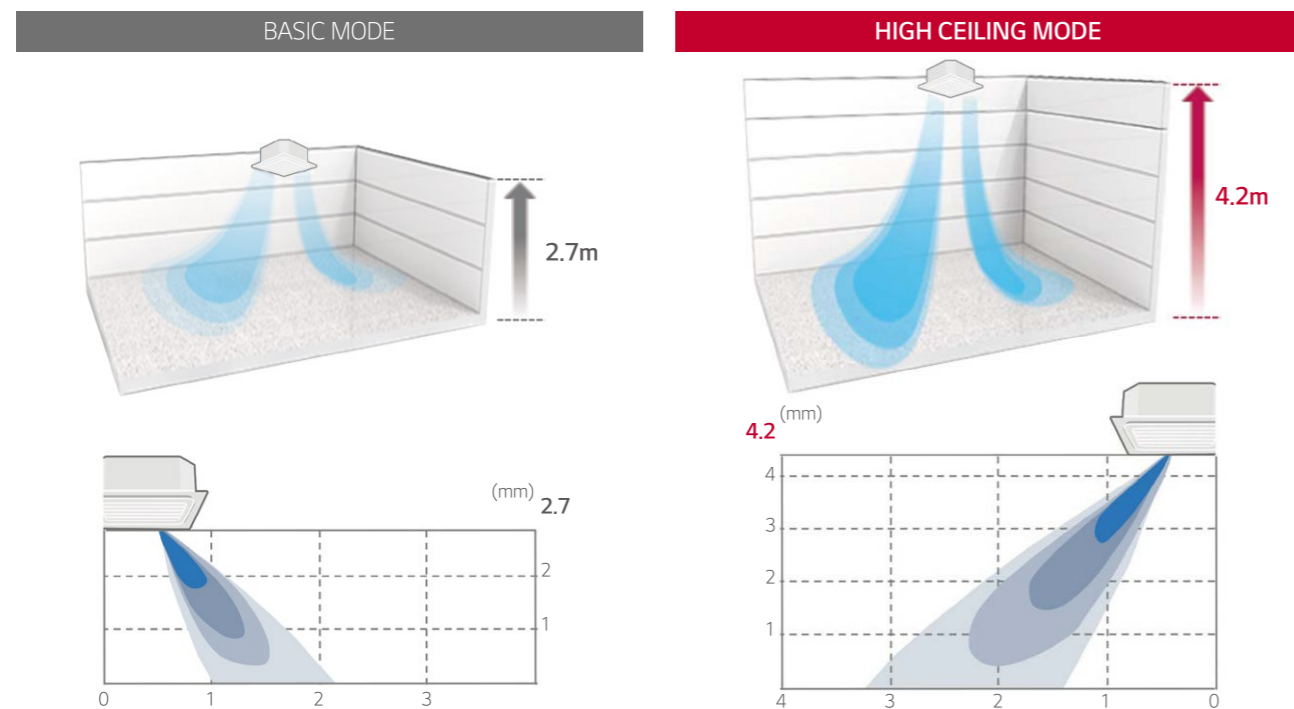 BASIC MODE
HIGH CEILING MODE
2.7m
4.2m
(mm) 2.7
2
1
0 1 2 3
(mm)
4.2
4
3
2
1
4 3 2 1 0